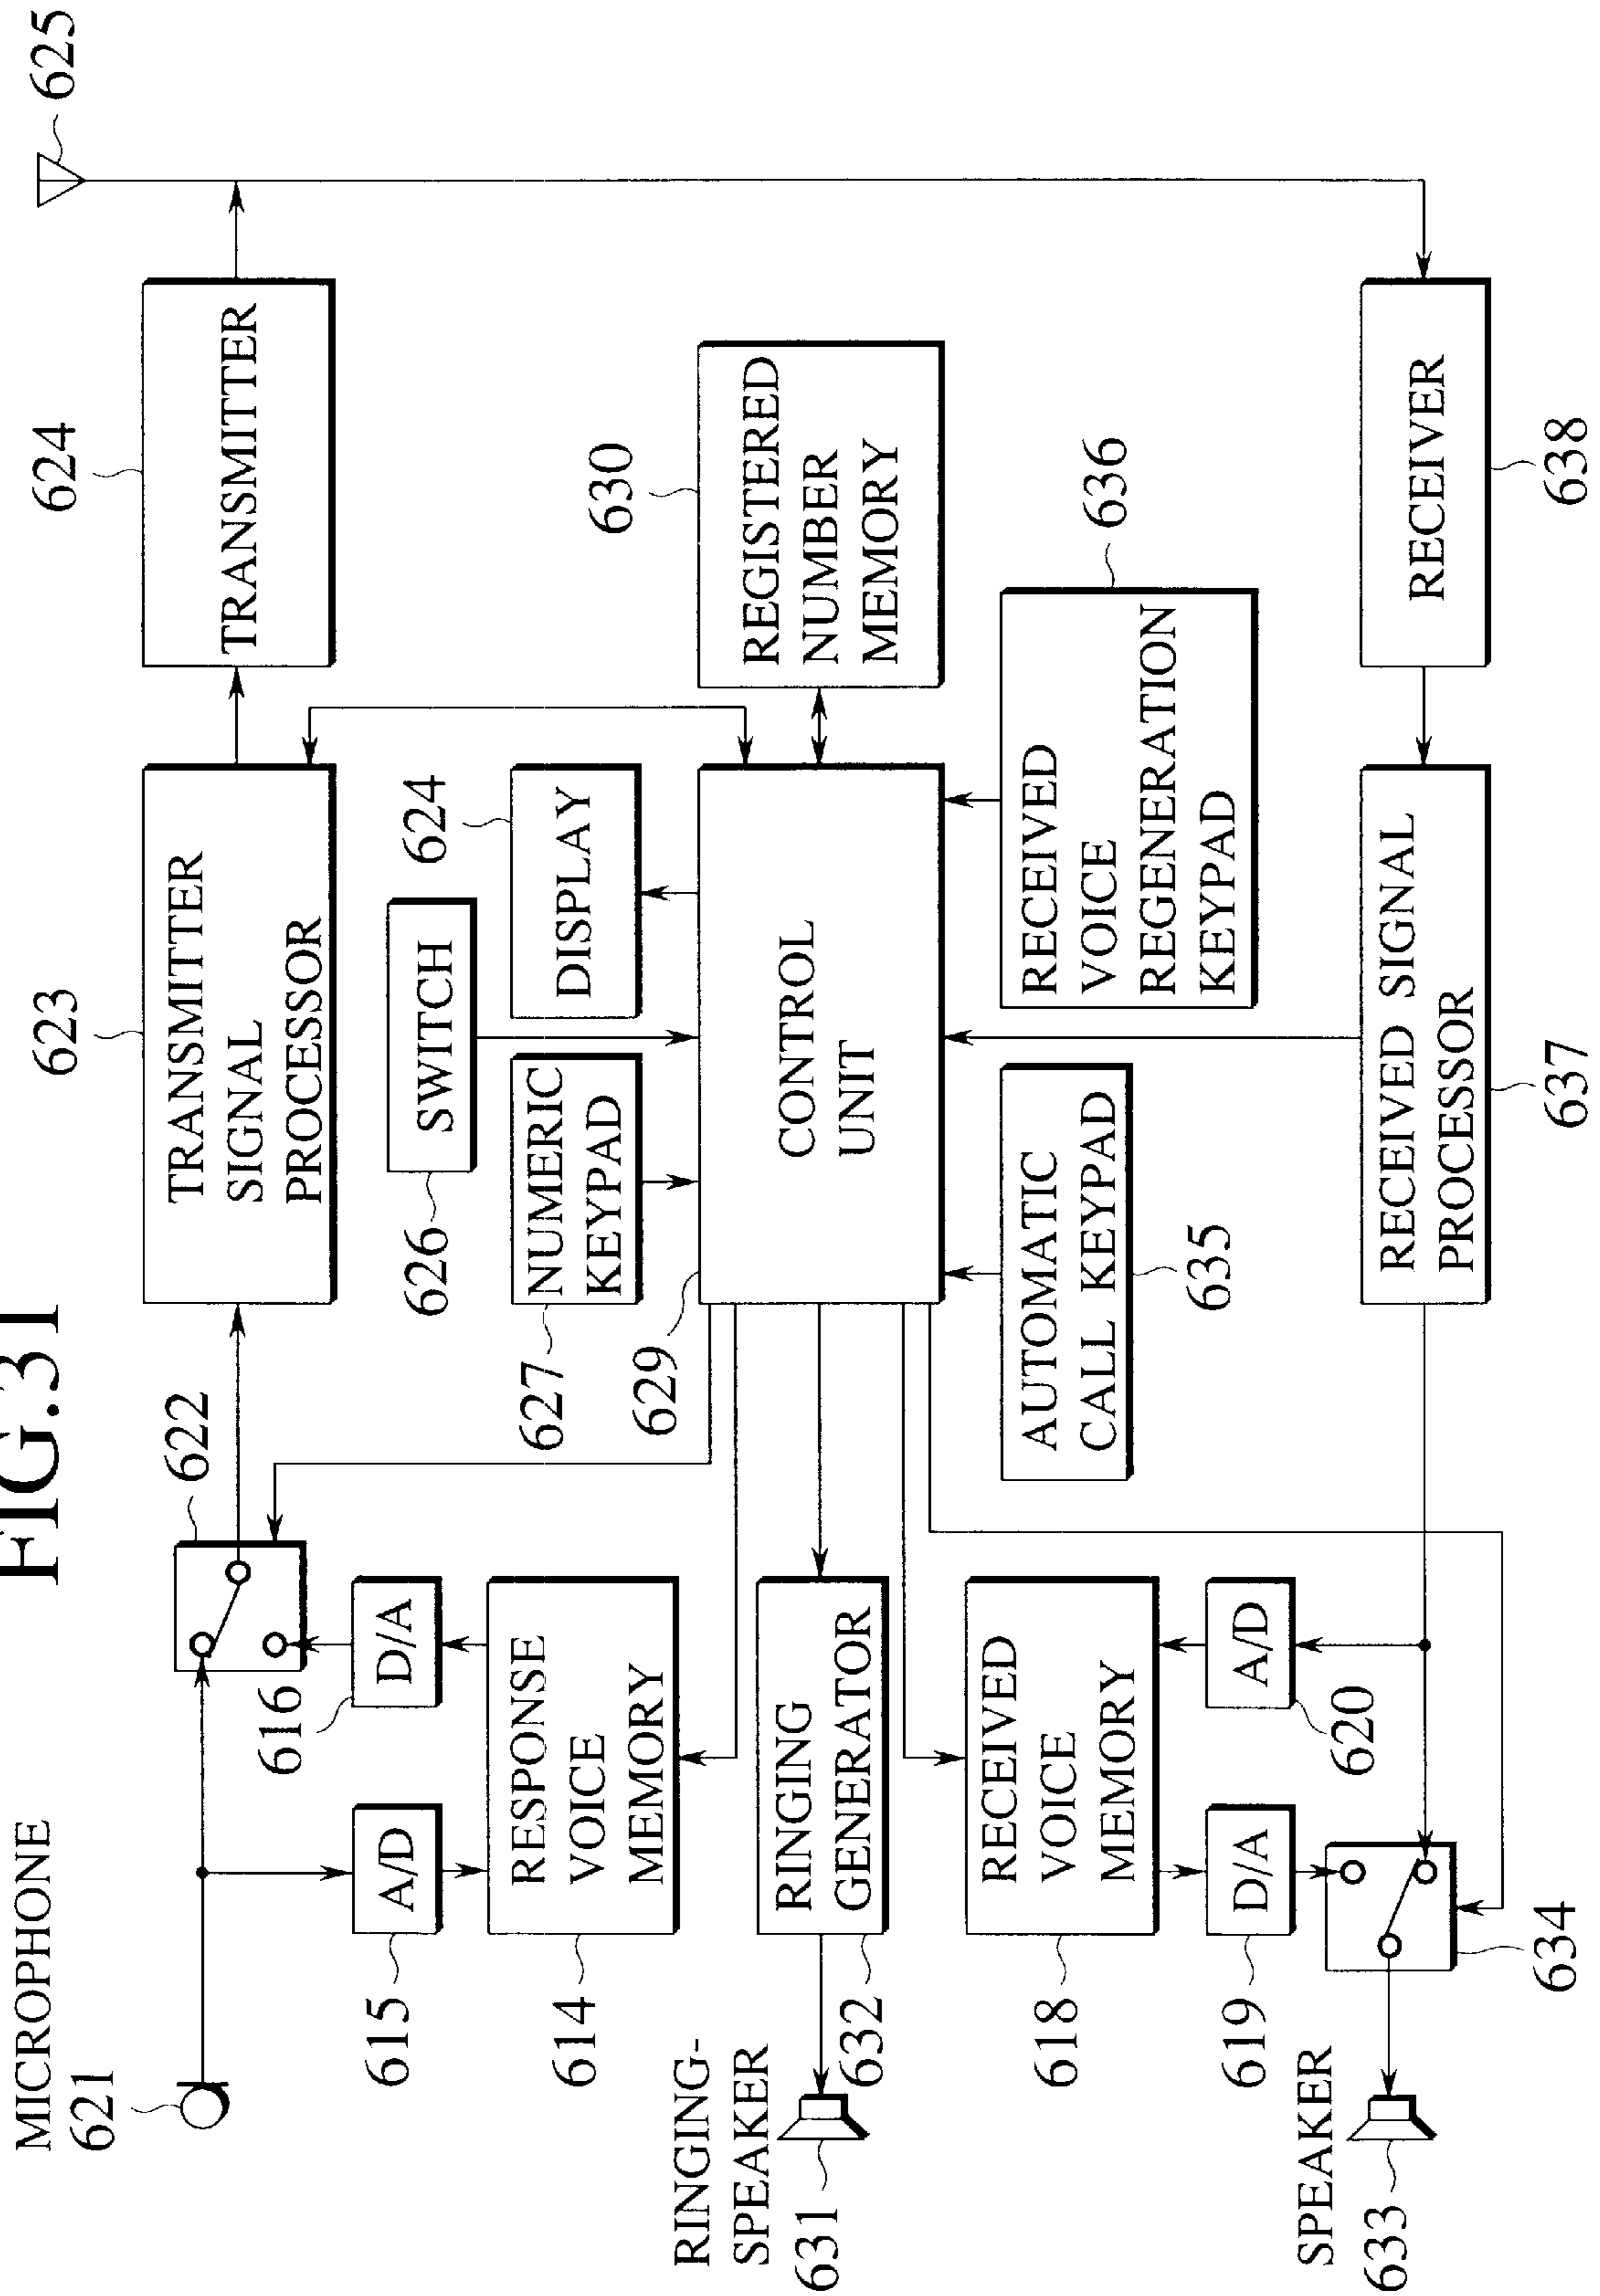 FIG.31
MICROPHONE
621
622
623
TRANSMITTER
SIGNAL
PROCESSOR
624
TRANSMITTER
625
616
D/A
615
A/D
614
RESPONSE
VOICE
MEMORY
626
SWITCH
627
NUMERIC
KEYPAD
624
DISPLAY
629
CONTROL
UNIT
630
REGISTERED
NUMBER
MEMORY
RINGING-
SPEAKER
631
632
RINGING
GENERATOR
618
RECEIVED
VOICE
MEMORY
635
AUTOMATIC
CALL KEYPAD
636
RECEIVED
VOICE
REGENERATION
KEYPAD
619
D/A
620
A/D
SPEAKER
633
634
637
RECEIVED SIGNAL
PROCESSOR
638
RECEIVER